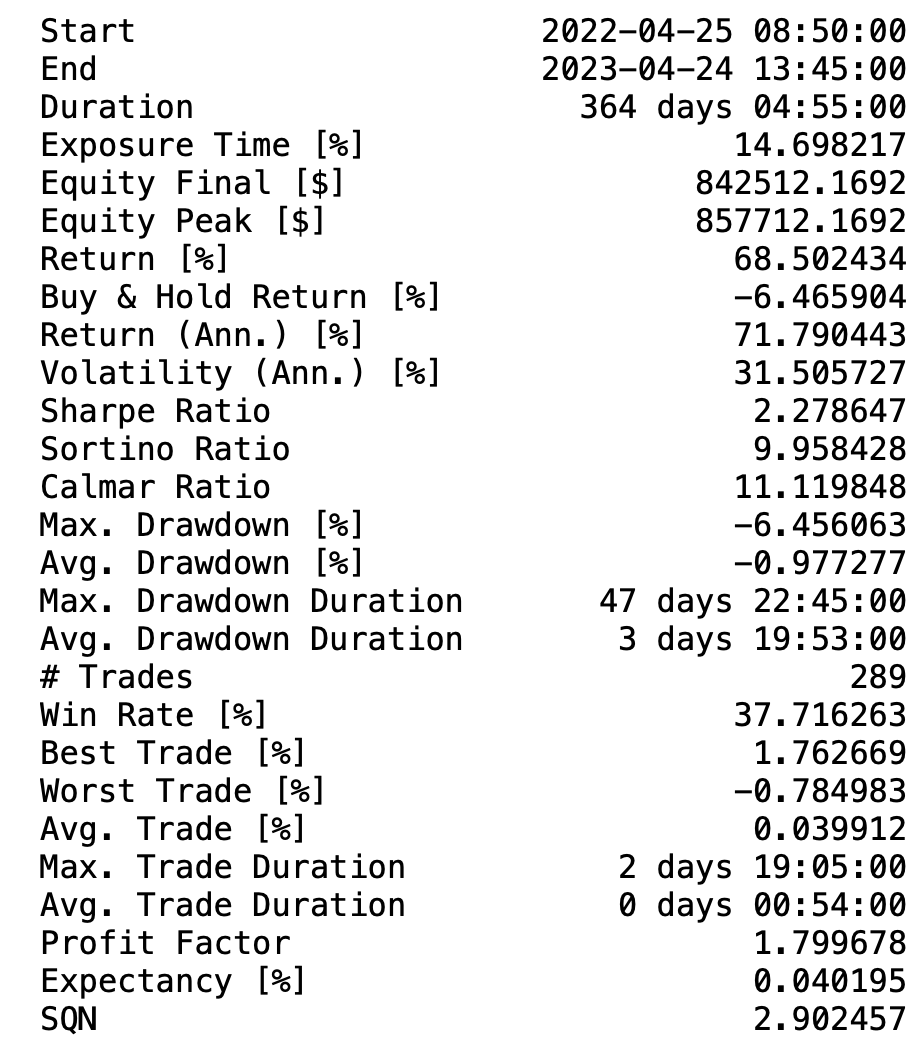 Start 2022-04-25 08:50:00
End 2023-04-24 13:45:00
Duration 364 days 04:55:00
Exposure Time [%] 14.698217
Equity Final [$] 842512.1692
Equity Peak [$] 857712.1692
Return [%] 68.502434
Buy & Hold Return [%] -6.465904
Return (Ann.) [%] 71.790443
Volatility (Ann.) [%] 31.505727
Sharpe Ratio 2.278647
Sortino Ratio 9.958428
Calmar Ratio 11.119848
Max. Drawdown [%] -6.456063
Avg. Drawdown [%] -0.977277
Max. Drawdown Duration 47 days 22:45:00
Avg. Drawdown Duration 3 days 19:53:00
# Trades 289
Win Rate [%] 37.716263
Best Trade [%] 1.762669
Worst Trade [%] -0.784983
Avg. Trade [%] 0.039912
Max. Trade Duration 2 days 19:05:00
Avg. Trade Duration 0 days 00:54:00
Profit Factor 1.799678
Expectancy [%] 0.040195
SQN 2.902457